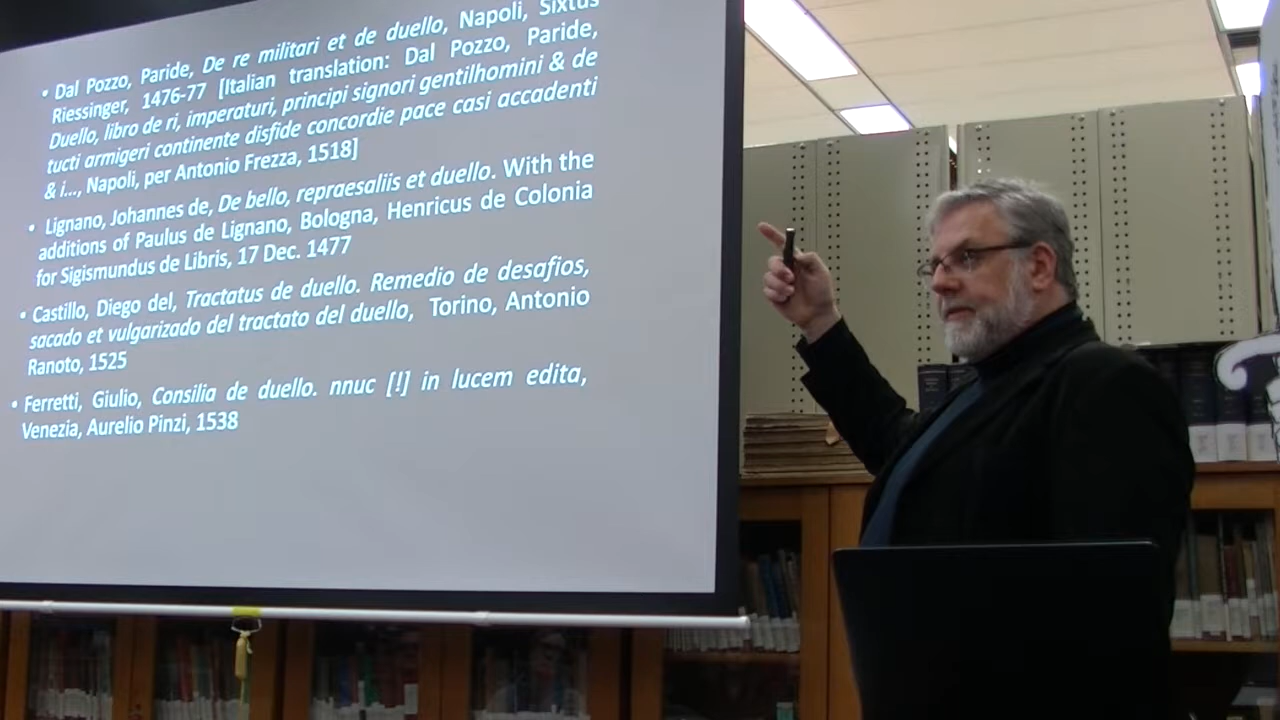 • Dal Pozzo, Paride, De re militari et de duello, Napoli, Sixtus
Riessinger, 1476-77 [Italian translation: Dal Pozzo, Paride,
Duello, libro de ri, imperaturi, principi signori gentilhomini & de
tucti armigeri continente disfide concordie pace casi accadenti
& i..., Napoli, per Antonio Frezza, 1518]
• Lignano, Johannes de, De bello, repraesaliis et duello. With the
additions of Paulus de Lignano, Bologna, Henricus de Colonia
for Sigismundus de Libris, 17 Dec. 1477
• Castillo, Diego del, Tractatus de duello. Remedio de desafios,
sacado et vulgarizado del tractato del duello, Torino, Antonio
Ranoto, 1525
• Ferretti, Giulio, Consilia de duello. nnuc [!] in lucem edita,
Venezia, Aurelio Pinzi, 1538